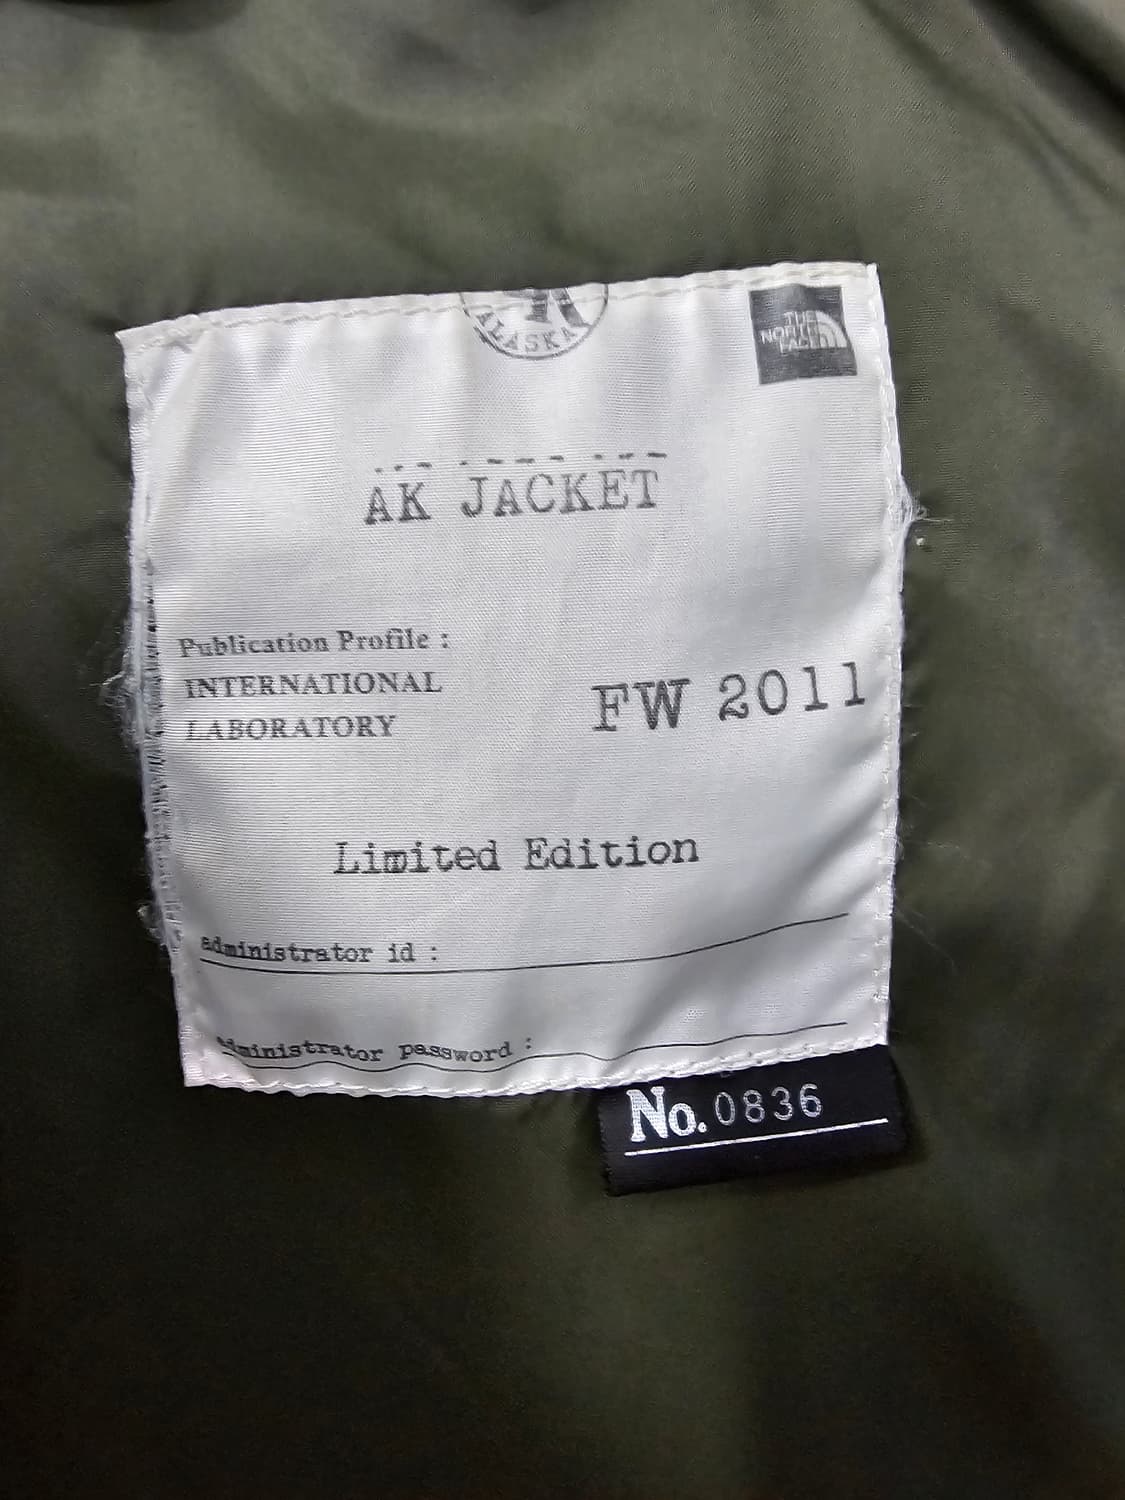 ALASKA
THE
NORTH
FACE
AK JACKET
Publication Profile :
INTERNATIONAL
LABORATORY
FW 2011
Limited Edition
administrator id :
administrator password :
No. 0836